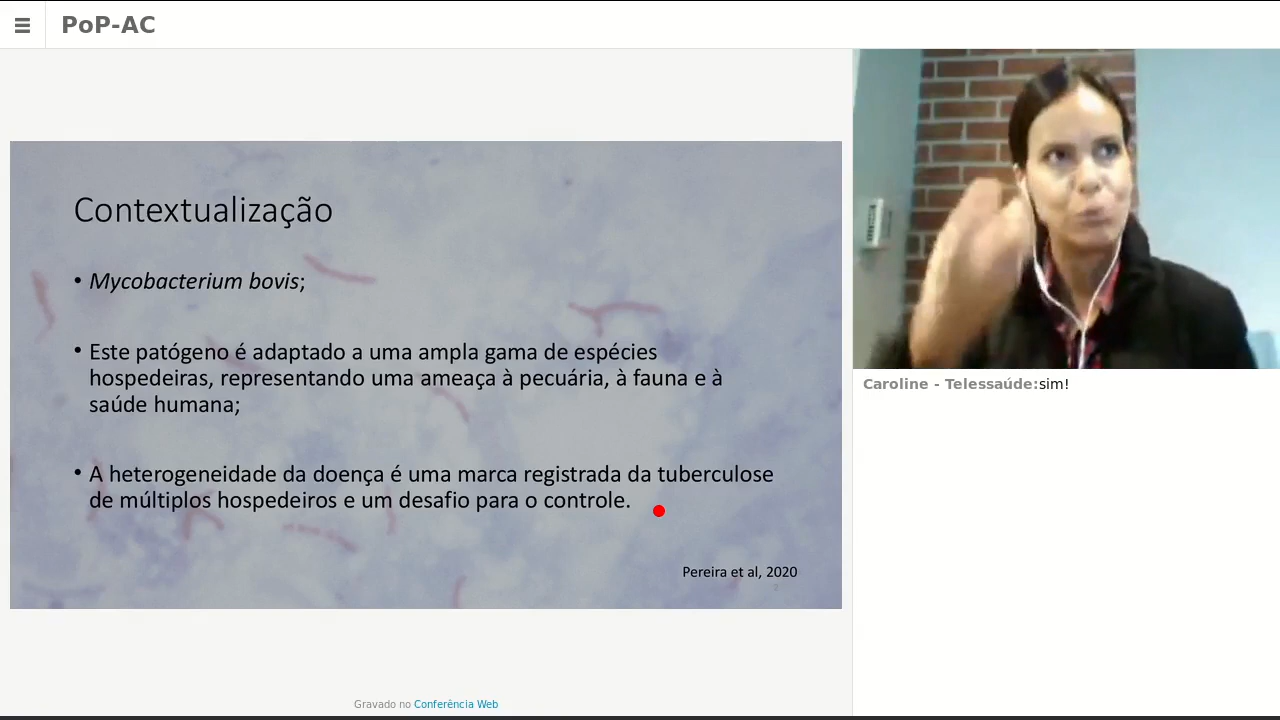 PoP-AC
Contextualização
• Mycobacterium bovis;
• Este patógeno é adaptado a uma ampla gama de espécies
hospedeiras, representando uma ameaça à pecuária, à fauna e à
saúde humana;
• A heterogeneidade da doença é uma marca registrada da tuberculose
de múltiplos hospedeiros e um desafio para o controle.
Pereira et al, 2020
Caroline - Telessaúde:sim!
Gravado no Conferência Web